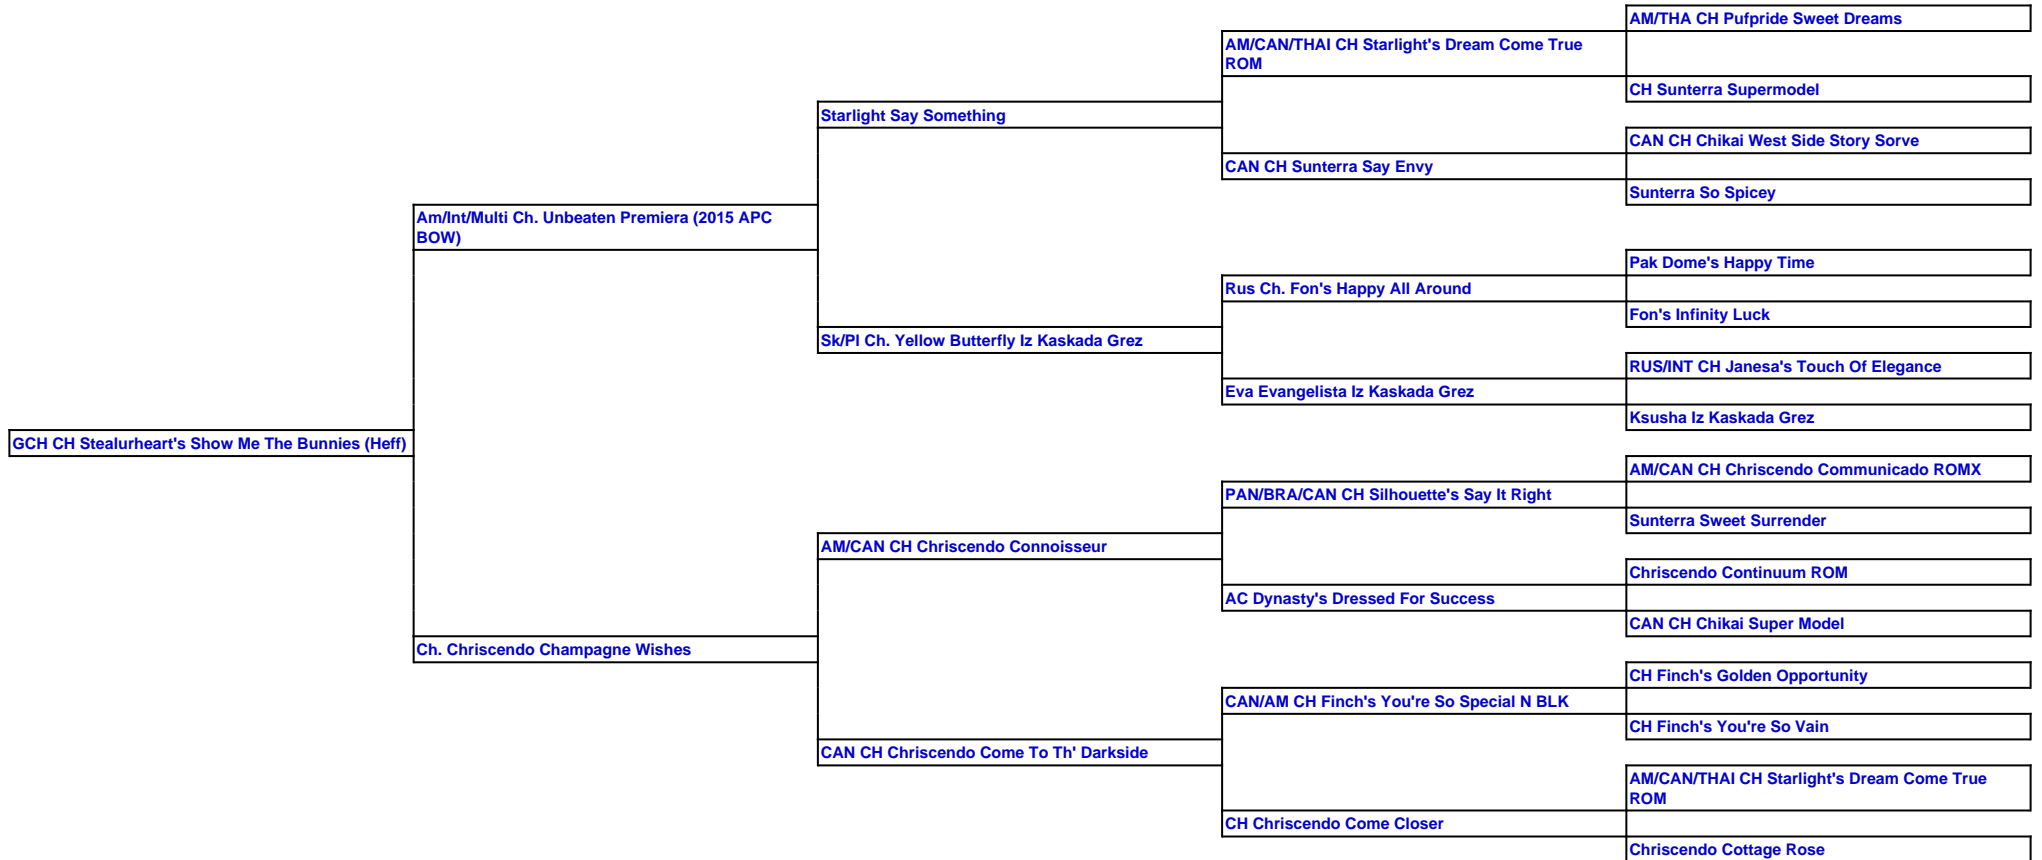 AM/THA CH Pufpride Sweet Dreams
AM/CAN/THAI CH Starlight's Dream Come True
ROM
CH Sunterra Supermodel
Starlight Say Something
CAN CH Chikai West Side Story Sorve
CAN CH Sunterra Say Envy
Sunterra So Spicey
Am/Int/Multi Ch. Unbeaten Premiera (2015 APC
BOW)
Pak Dome's Happy Time
Rus Ch. Fon's Happy All Around
Fon's Infinity Luck
Sk/Pl Ch. Yellow Butterfly Iz Kaskada Grez
RUS/INT CH Janesa's Touch Of Elegance
Eva Evangelista Iz Kaskada Grez
Ksusha Iz Kaskada Grez
GCH CH Stealurheart's Show Me The Bunnies (Heff)
AM/CAN CH Chriscendo Communicado ROMX
PAN/BRA/CAN CH Silhouette's Say It Right
Sunterra Sweet Surrender
AM/CAN CH Chriscendo Connoisseur
Chriscendo Continuum ROM
AC Dynasty's Dressed For Success
CAN CH Chikai Super Model
Ch. Chriscendo Champagne Wishes
CH Finch's Golden Opportunity
CAN/AM CH Finch's You're So Special N BLK
CH Finch's You're So Vain
CAN CH Chriscendo Come To Th' Darkside
AM/CAN/THAI CH Starlight's Dream Come True
ROM
CH Chriscendo Come Closer
Chriscendo Cottage Rose